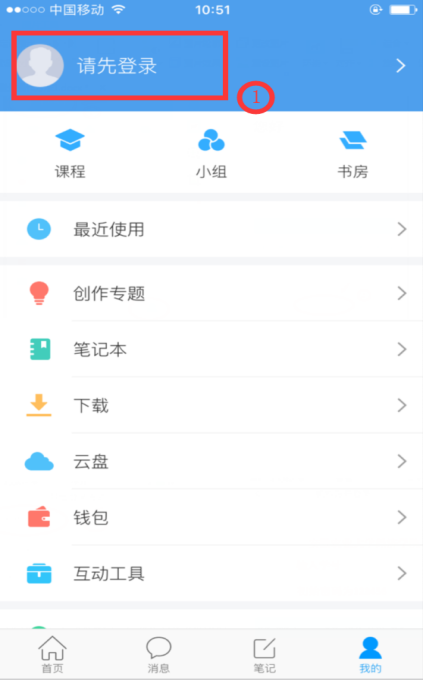 中国移动 10:51
请先登录
1
课程 小组 书房
最近使用
创作专题
笔记本
下载
云盘
钱包
互动工具
首页 消息 笔记 我的